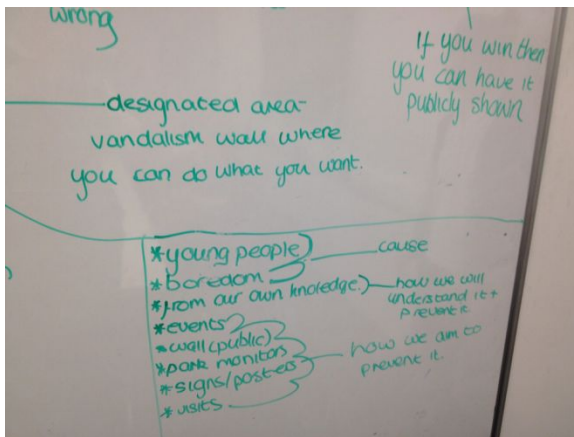 wrong
If you win then
you can have it
publicly shown
designated area-
vandalism wall where
you can do what you want.
*young people) cause
*boredom
*from our own knoledge.) how we will
understand it +
prevent it
*events
*wall (public)
*park monitors
how we aim to
prevent it.
*signs/posters
*visits